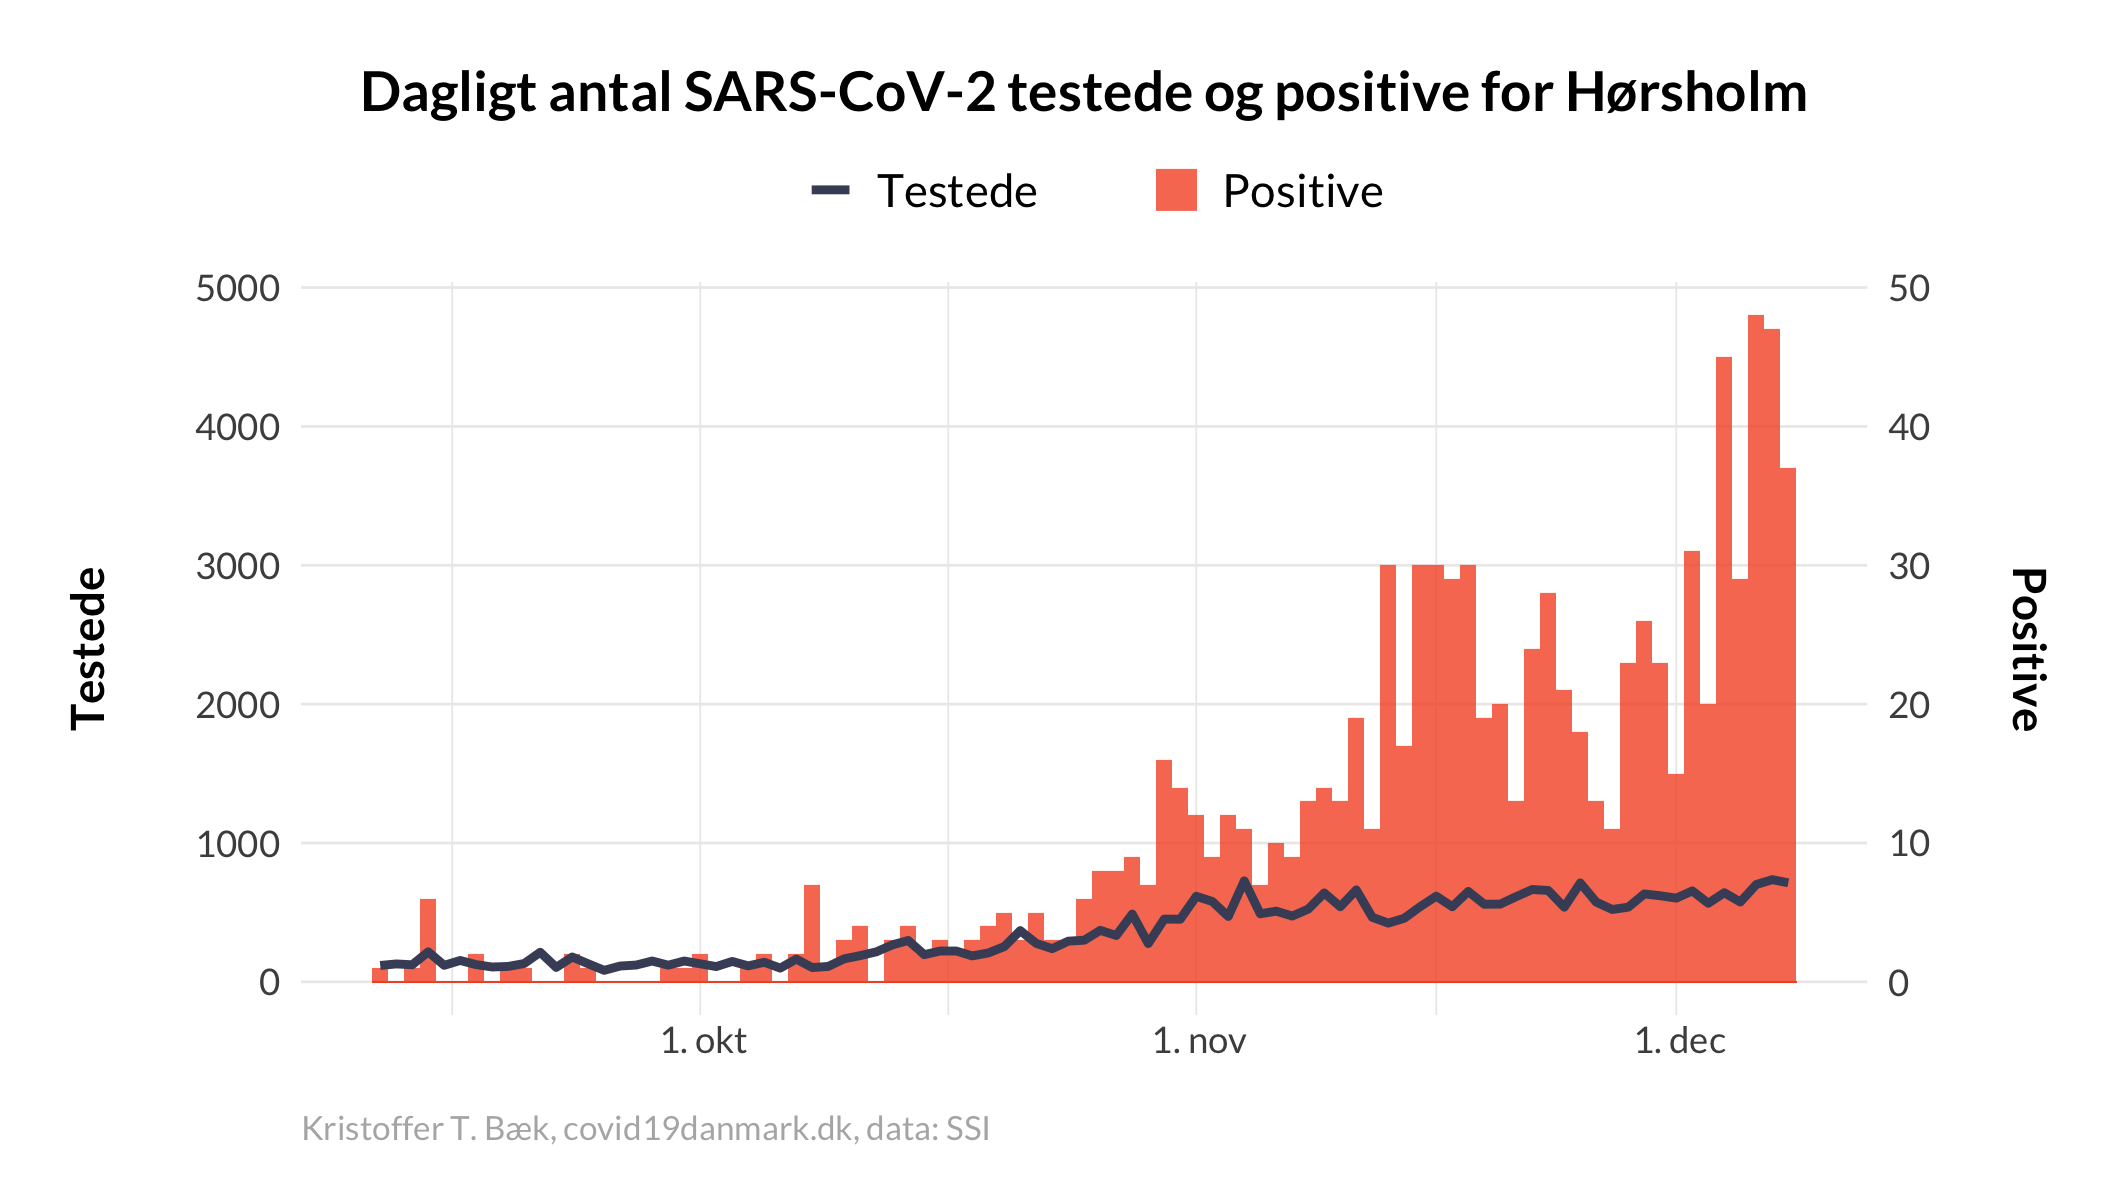 Dagligt antal SARS-CoV-2 testede og positive for Hørsholm
Testede Positive
5000 50
4000 40
3000 30
2000 20
1000 10
0 0
Testede
Positive
1. okt 1. nov 1. dec
Kristoffer T. Bæk, covid19danmark.dk, data: SSI